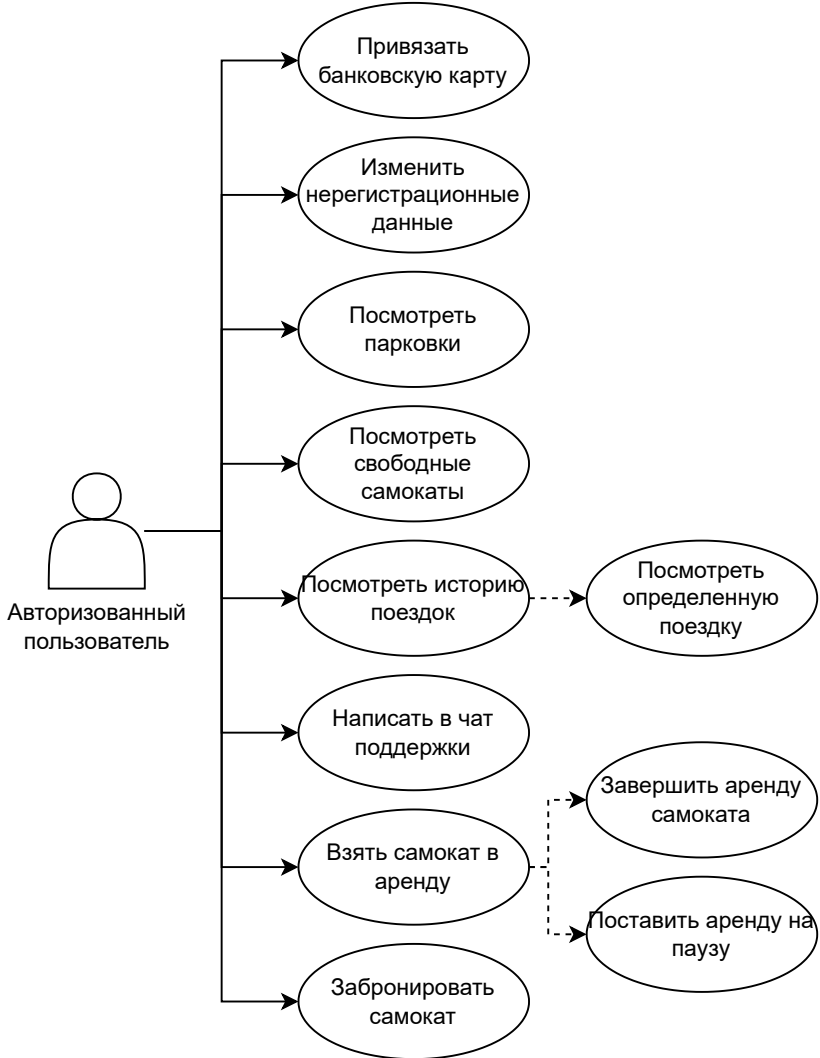 Привязать
банковскую карту
Изменить
нерегистрационные
данные
Посмотреть
парковки
Посмотреть
свободные
самокаты
Авторизованный
пользователь
Посмотреть историю
поездок
Посмотреть
определенную
поездку
Написать в чат
поддержки
Завершить аренду
самоката
Взять самокат в
аренду
Поставить аренду на
паузу
Забронировать
самокат